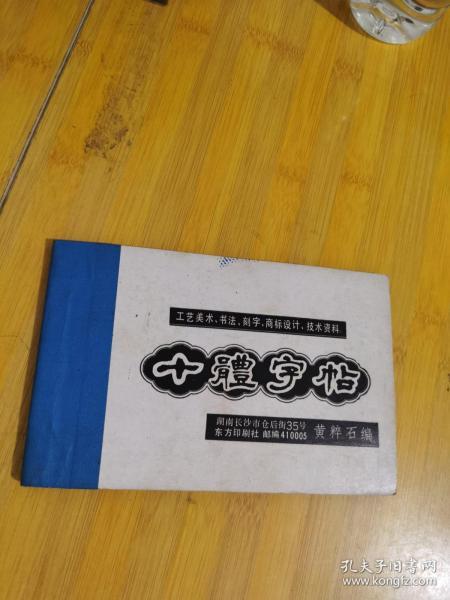 工艺美术、书法、刻字、商标设计、技术资料.
十體字帖
湖南长沙市仓后街35号
东方印刷社 邮编410005 黄粹石编
孔夫子旧书网
www.kongfz.com